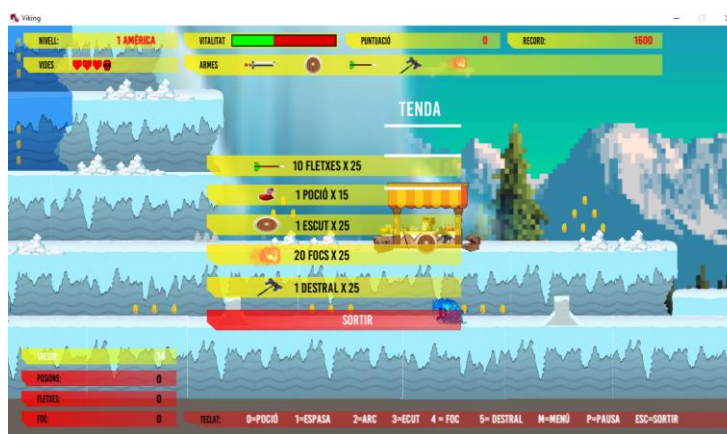 Viking
NIVELL: 1 AMÈRICA VITALITAT PUNTUACÓ 0 RECORD: 1600
VIDES ARMES
TENDA
10 FLETXES X 25
1 POCIÓ X 15
1 ESCUT X 25
20 FOCS X 25
1 DESTRAL X 25
SORTIR
TRESOR: 14
POSIONS: 0
FLETXES: 0
FOC: 0
TECLAT: 0=POCIÓ 1=ESPASA 2=ARC 3=ECUT 4 = FOC 5= DESTRAL M=MENÚ P=PAUSA ESC=SORTIR